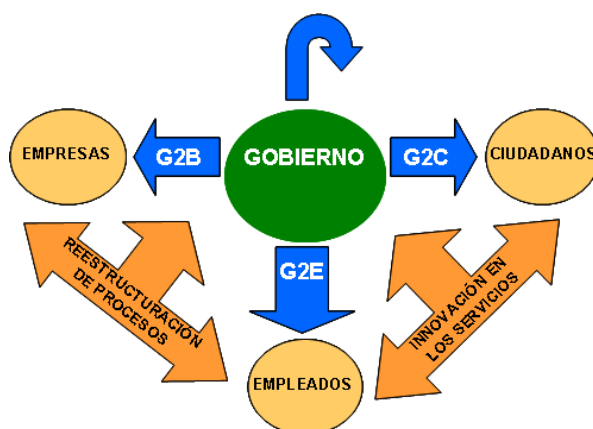 EMPRESAS
G2B
GOBIERNO
G2C
CIUDADANOS
G2E
REESTRUCTURACIÓN
DE PROCESOS
INNOVACIÓN EN
LOS SERVICIOS
EMPLEADOS